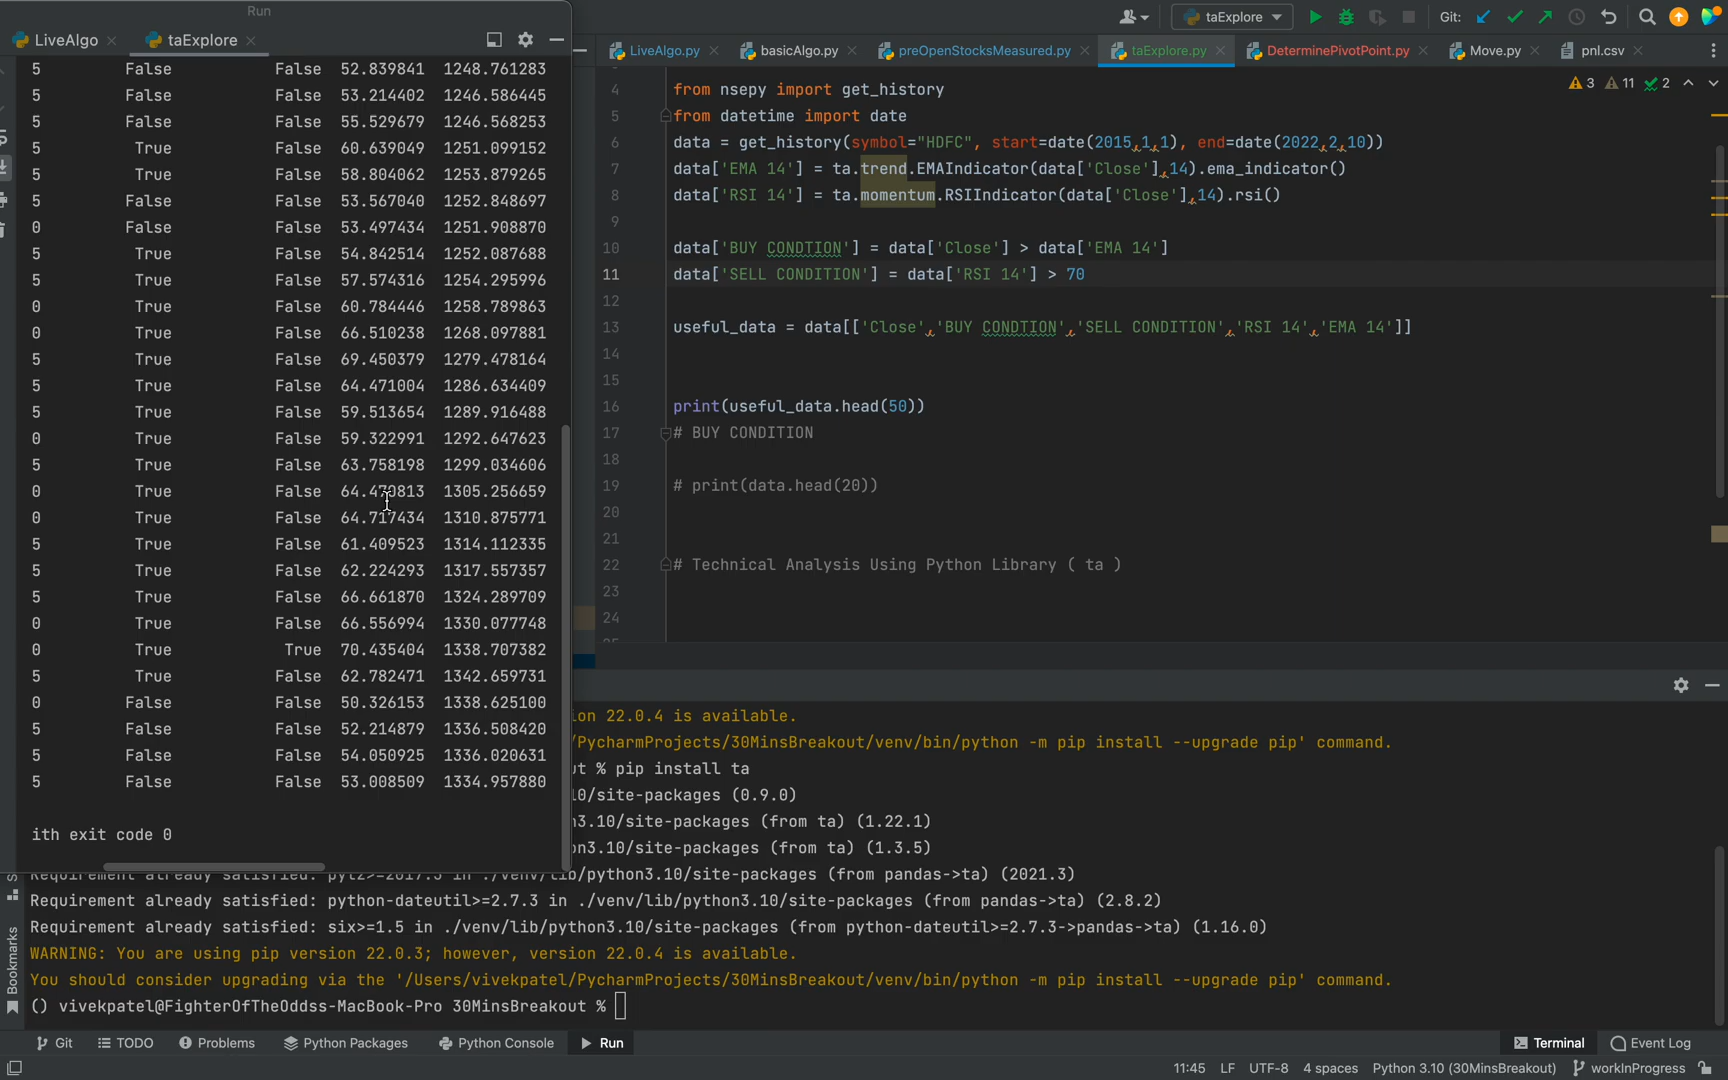 Run
LiveAlgo
taExplore
5 False False 52.839841 1248.761283
5 False False 53.214402 1246.586445
5 False False 55.529679 1246.568253
5 True False 60.639049 1251.099152
5 True False 58.804062 1253.879265
5 False False 53.567040 1252.848697
0 False False 53.497434 1251.908870
5 True False 54.842514 1252.087688
5 True False 57.574316 1254.295996
0 True False 60.784446 1258.789863
0 True False 66.510238 1268.097881
5 True False 69.450379 1279.478164
5 True False 64.471004 1286.634409
5 True False 59.513654 1289.916488
0 True False 59.322991 1292.647623
5 True False 63.758198 1299.034606
0 True False 64.470813 1305.256659
0 True False 64.717434 1310.875771
5 True False 61.409523 1314.112335
5 True False 62.224293 1317.557357
5 True False 66.661870 1324.289709
0 True False 66.556994 1330.077748
0 True True 70.435404 1338.707382
5 True False 62.782471 1342.659731
0 False False 50.326153 1338.625100
5 False False 52.214879 1336.508420
5 False False 54.050925 1336.020631
5 False False 53.008509 1334.957880
ith exit code 0
taExplore
Git:
LiveAlgo.py
basicAlgo.py
preOpenStocksMeasured.py
taExplore.py
DeterminePivotPoint.py
Move.py
pnl.csv
3 11 2
4 from nsepy import get_history
5 from datetime import date
6 data = get_history(symbol="HDFC", start=date(2015,1,1), end=date(2022,2,10))
7 data['EMA 14'] = ta.trend.EMAIndicator(data['Close'],14).ema_indicator()
8 data['RSI 14'] = ta.momentum.RSIIndicator(data['Close'],14).rsi()
9
10 data['BUY CONDTION'] = data['Close'] > data['EMA 14']
11 data['SELL CONDITION'] = data['RSI 14'] > 70
12
13 useful_data = data[['Close','BUY CONDTION','SELL CONDITION','RSI 14','EMA 14']]
14
15
16 print(useful_data.head(50))
17 # BUY CONDITION
18
19 # print(data.head(20))
20
21
22 # Technical Analysis Using Python Library ( ta )
23
24
25
ion 22.0.4 is available.
/PycharmProjects/30MinsBreakout/venv/bin/python -m pip install --upgrade pip' command.
ut % pip install ta
10/site-packages (0.9.0)
n3.10/site-packages (from ta) (1.22.1)
on3.10/site-packages (from ta) (1.3.5)
Requirement already satisfied: pytz>=2017.3 in ./venv/lib/python3.10/site-packages (from pandas->ta) (2021.3)
Requirement already satisfied: python-dateutil>=2.7.3 in ./venv/lib/python3.10/site-packages (from pandas->ta) (2.8.2)
Requirement already satisfied: six>=1.5 in ./venv/lib/python3.10/site-packages (from python-dateutil>=2.7.3->pandas->ta) (1.16.0)
WARNING: You are using pip version 22.0.3; however, version 22.0.4 is available.
You should consider upgrading via the '/Users/vivekpatel/PycharmProjects/30MinsBreakout/venv/bin/python -m pip install --upgrade pip' command.
() vivekpatel@FighterOfTheOddss-MacBook-Pro 30MinsBreakout %
Bookmarks
Git
TODO
Problems
Python Packages
Python Console
Run
Terminal
Event Log
11:45 LF UTF-8 4 spaces Python 3.10 (30MinsBreakout) workInProgress